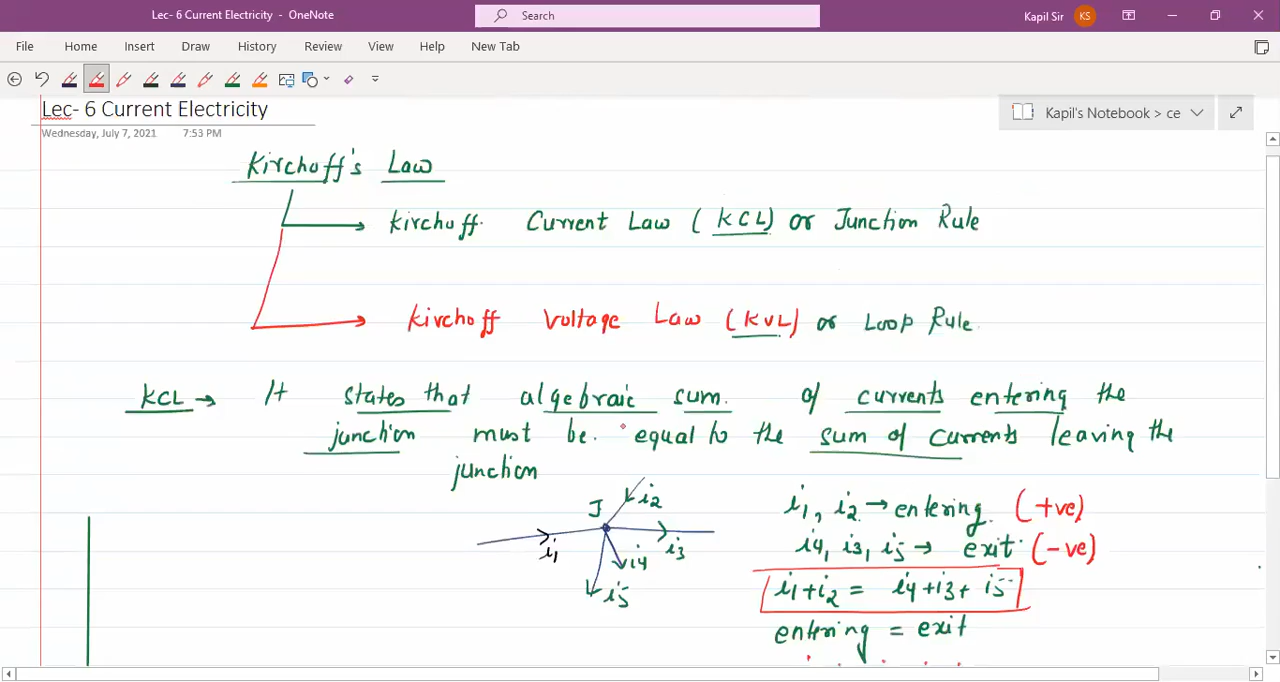 Lec- 6 Current Electricity - OneNote
Search
Kapil Sir KS
File Home Insert Draw History Review View Help New Tab
Lec- 6 Current Electricity
Kapil's Notebook > ce
Wednesday, July 7, 2021 7:53 PM
Kirchoff's Law
Kirchoff Current Law (KCL) or Junction Rule
Kirchoff Voltage Law (KVL) or Loop Rule
KCL → It states that algebraic sum of currents entering the
junction must be equal to the sum of currents leaving the
junction
J i2
i1 i3
i4
i5
i1, i2 → entering (+ve)
i4, i3, i5 → exit (-ve)
i1+i2 = i4+i3+i5
entering = exit